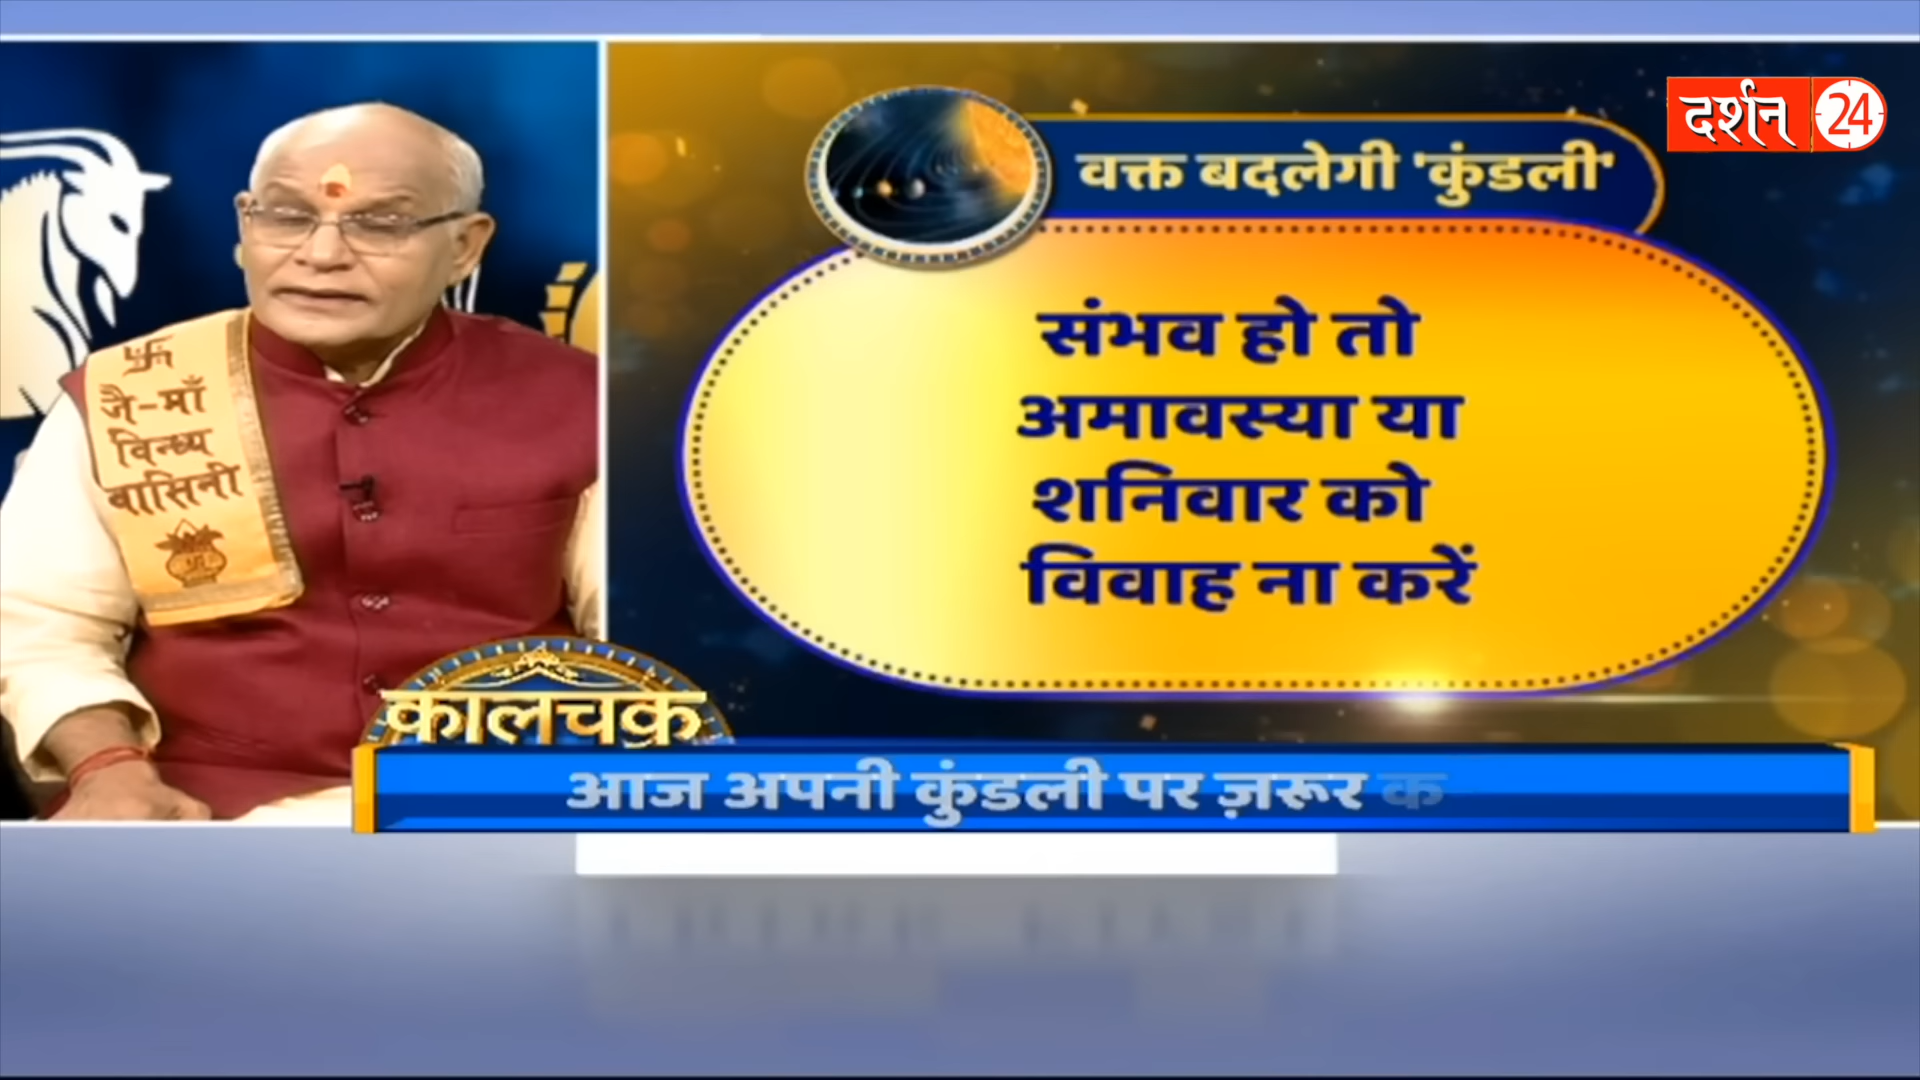 दर्शन 24
वक्त बदलेगी 'कुंडली'
संभव हो तो
अमावस्या या
शनिवार को
विवाह ना करें
जै-माँ
विन्ध्य
वासिनी
कालचक्र
आज अपनी कुंडली पर ज़रूर क